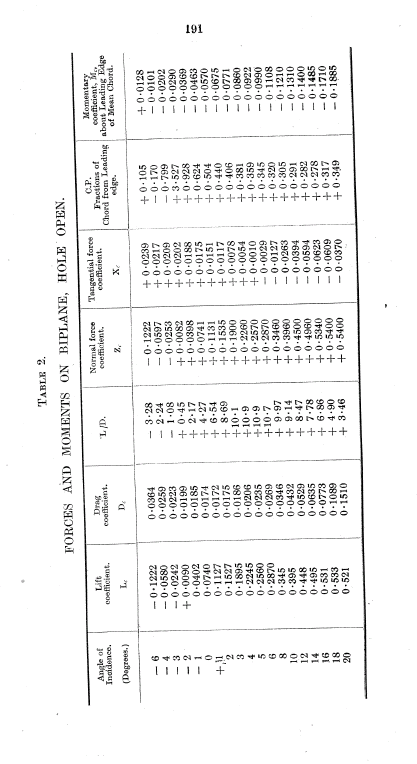 191
TABLE 2.
FORCES AND MOMENTS ON BIPLANE, HOLE OPEN.
Angle of Incidence. (Degrees.) | Lift coefficient. Lc | Drag coefficient. Dc | L/D. | Normal force coefficient. Zc | Tangential force coefficient. Xc | C.P. Fractions of Chord from Leading edge. | Momentary coefficient, Mc, about Leading Edge of Mean Chord.
− 6 − 0·1222 0·0364 − 3·28 − 0·1222 + 0·0239 + 0·105 + 0·0128
− 4 − 0·0580 0·0259 − 2·24 − 0·0597 + 0·0217 − 0·170 − 0·0101
− 3 − 0·0242 0·0223 − 1·08 − 0·0253 + 0·0209 − 0·799 − 0·0202
− 2 + 0·0090 0·0199 + 0·45 + 0·0082 + 0·0202 + 3·527 − 0·0290
− 1 0·0402 0·0185 + 2·17 + 0·0398 + 0·0188 + 0·928 − 0·0369
0 0·0740 0·0174 + 4·27 + 0·0741 + 0·0175 + 0·624 − 0·0463
+ 1 0·1127 0·0172 + 6·54 + 0·1131 + 0·0151 + 0·504 − 0·0570
2 0·1527 0·0175 + 8·69 + 0·1535 + 0·0117 + 0·440 − 0·0675
3 0·1895 0·0186 +10·1 + 0·1900 + 0·0078 + 0·406 − 0·0771
4 0·2245 0·0206 +10·9 + 0·2260 + 0·0054 + 0·381 − 0·0860
5 0·2560 0·0235 +10·9 + 0·2570 + 0·0010 + 0·359 − 0·0922
6 0·2870 0·0269 +10·7 + 0·2870 − 0·0029 + 0·345 − 0·0990
8 0·345 0·0346 + 9·97 + 0·3460 − 0·0127 + 0·320 − 0·1108
10 0·395 0·0432 + 9·14 + 0·3960 − 0·0263 + 0·305 − 0·1210
12 0·448 0·0529 + 8·47 + 0·4500 − 0·0394 + 0·291 − 0·1310
14 0·495 0·0635 + 7·78 + 0·4960 − 0·0594 + 0·282 − 0·1400
16 0·531 0·0773 + 6·86 + 0·5340 − 0·0623 + 0·278 − 0·1485
18 0·533 0·1089 + 4·90 + 0·5400 − 0·0609 + 0·317 − 0·1710
20 0·521 0·1510 + 3·46 + 0·5400 − 0·0370 + 0·349 − 0·1885